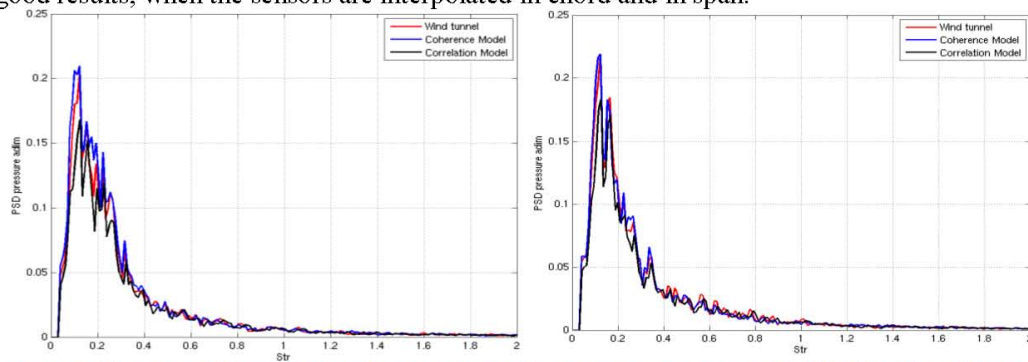 good results, when the sensors are interpolated in chord and in span.
0.25
0.2
0.15
0.1
0.05
0
PSD pressure adim
Wind tunnel
Coherence Model
Correlation Model
0 0.2 0.4 0.6 0.8 1 1.2 1.4 1.6 1.8 2
Str
0.25
0.2
0.15
0.1
0.05
0
PSD pressure adim
Wind tunnel
Coherence Model
Correlation Model
0 0.2 0.4 0.6 0.8 1 1.2 1.4 1.6 1.8
Str